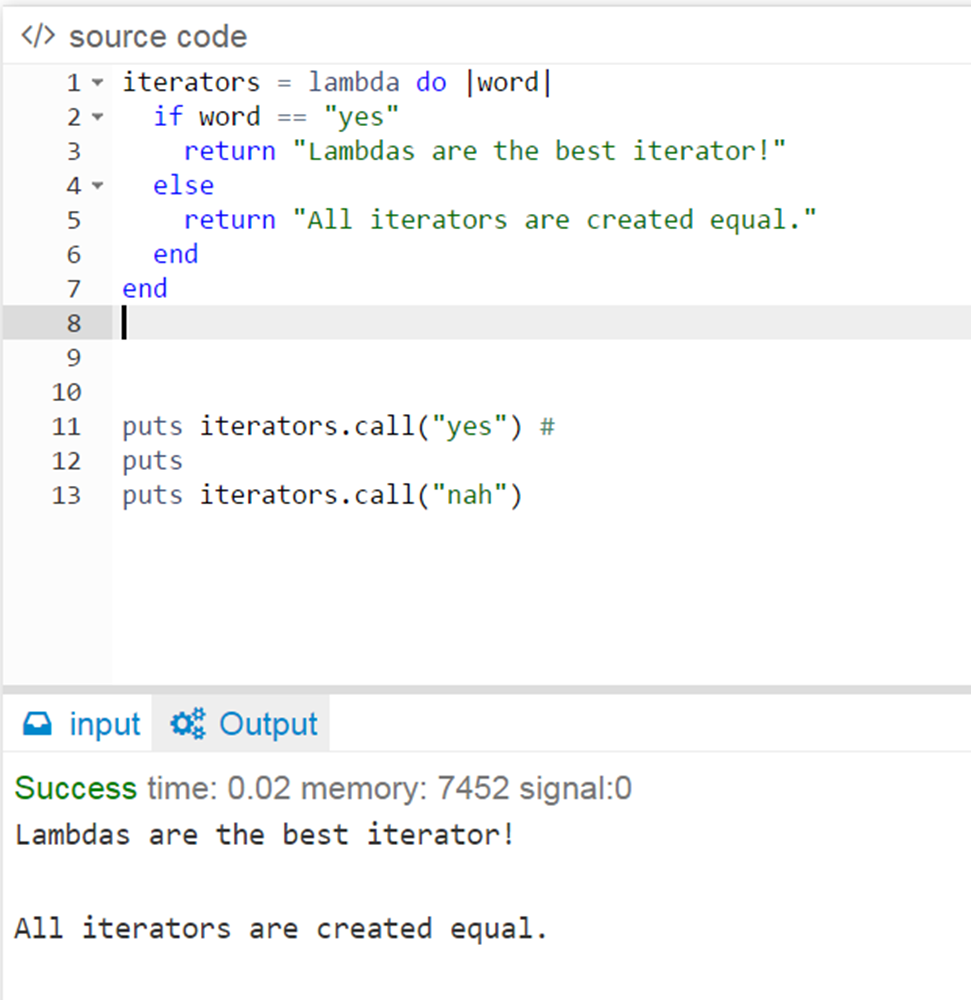 </> source code
1 iterators = lambda do |word|
2 if word == "yes"
3 return "Lambdas are the best iterator!"
4 else
5 return "All iterators are created equal."
6 end
7 end
8
9
10
11 puts iterators.call("yes") #
12 puts
13 puts iterators.call("nah")
input Output
Success time: 0.02 memory: 7452 signal:0
Lambdas are the best iterator!
All iterators are created equal.